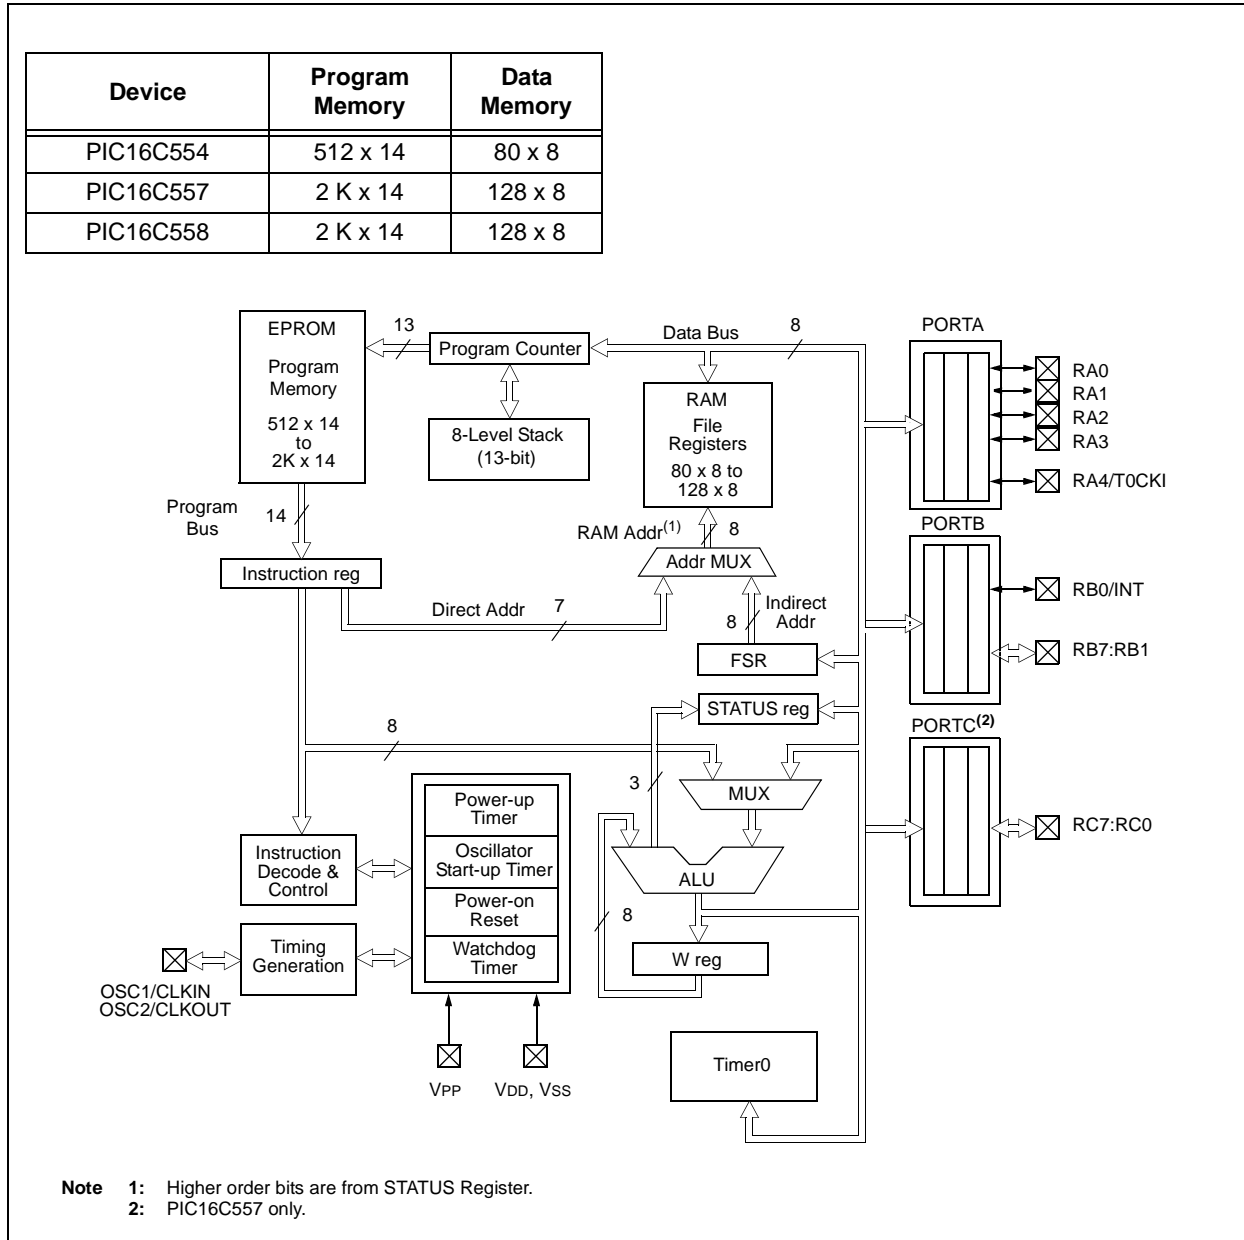 Device Program Memory Data Memory
PIC16C554 512 x 14 80 x 8
PIC16C557 2 K x 14 128 x 8
PIC16C558 2 K x 14 128 x 8
EPROM
Program
Memory
512 x 14
to
2K x 14
13
Program Counter
8-Level Stack
(13-bit)
Data Bus
8
RAM
File
Registers
80 x 8 to
128 x 8
PORTA
RA0
RA1
RA2
RA3
RA4/T0CKI
Program
Bus
14
RAM Addr(1)
8
Addr MUX
Instruction reg
Direct Addr
7
8
Indirect
Addr
FSR
PORTB
RB0/INT
RB7:RB1
STATUS reg
8
3
MUX
PORTC(2)
RC7:RC0
Power-up
Timer
Oscillator
Start-up Timer
Power-on
Reset
Watchdog
Timer
Instruction
Decode &
Control
Timing
Generation
OSC1/CLKIN
OSC2/CLKOUT
ALU
8
W reg
VPP
VDD, VSS
Timer0
Note 1: Higher order bits are from STATUS Register.
2: PIC16C557 only.